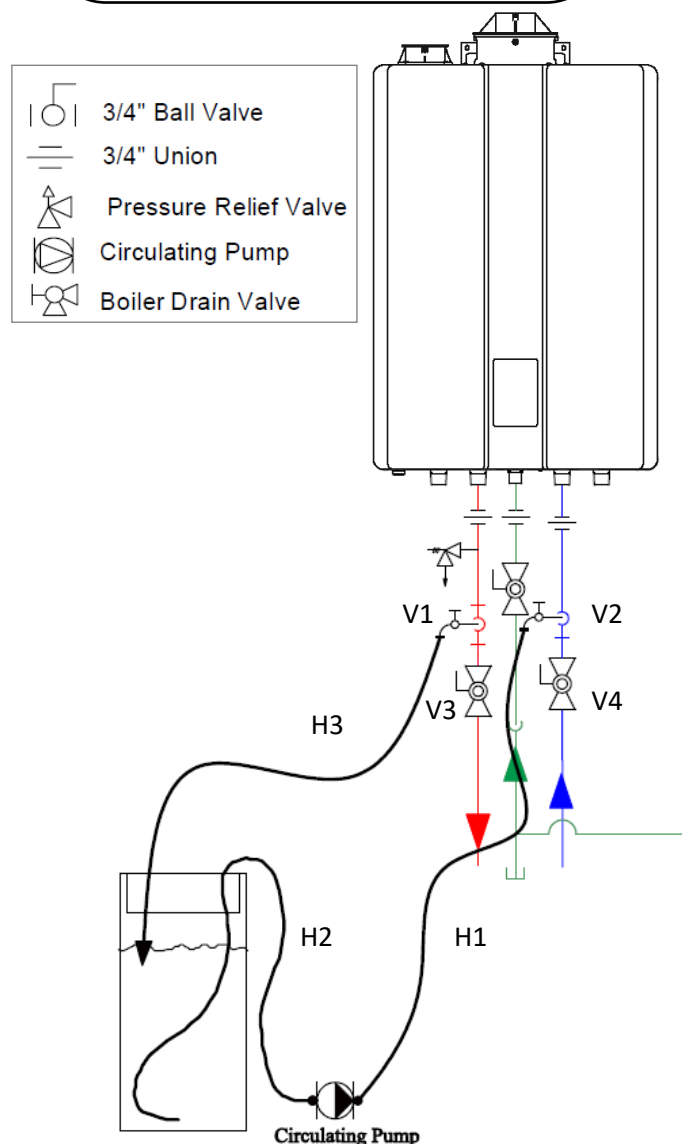 3/4" Ball Valve
3/4" Union
Pressure Relief Valve
Circulating Pump
Boiler Drain Valve
V1
V2
V3
V4
H3
H2
H1
Circulating Pump